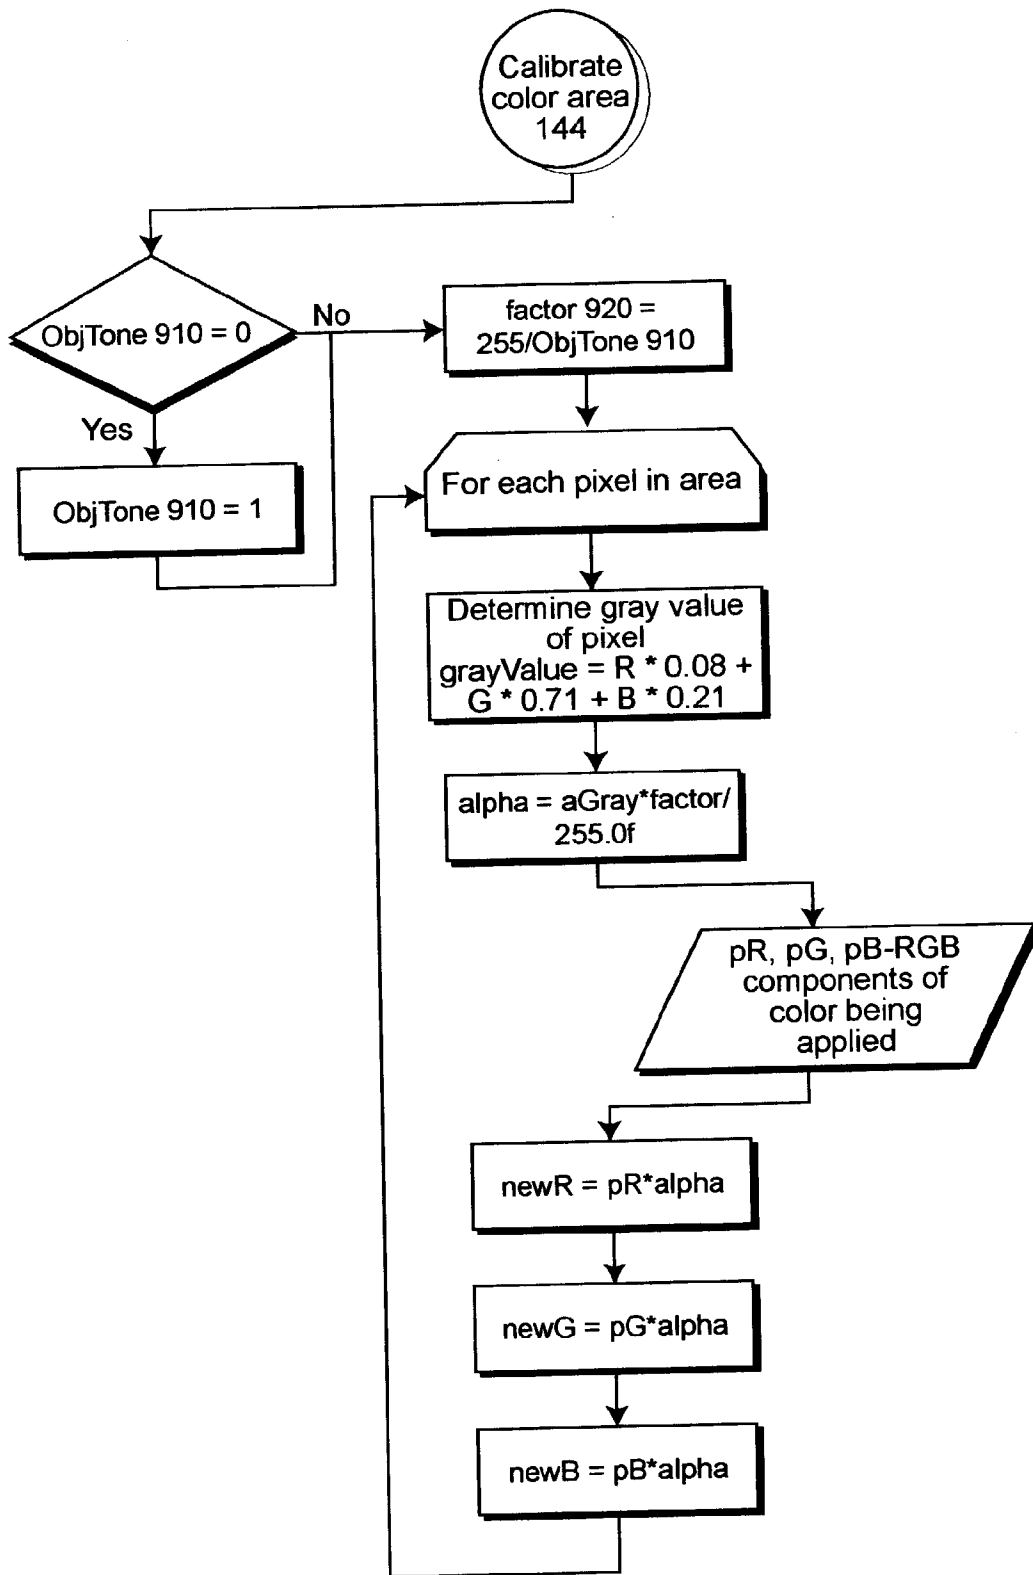 Calibrate
color area
144
ObjTone 910 = 0
No
factor 920 =
255/ObjTone 910
Yes
ObjTone 910 = 1
For each pixel in area
Determine gray value
of pixel
grayValue = R * 0.08 +
G * 0.71 + B * 0.21
alpha = aGray*factor/
255.0f
pR, pG, pB-RGB
components of
color being
applied
newR = pR*alpha
newG = pG*alpha
newB = pB*alpha